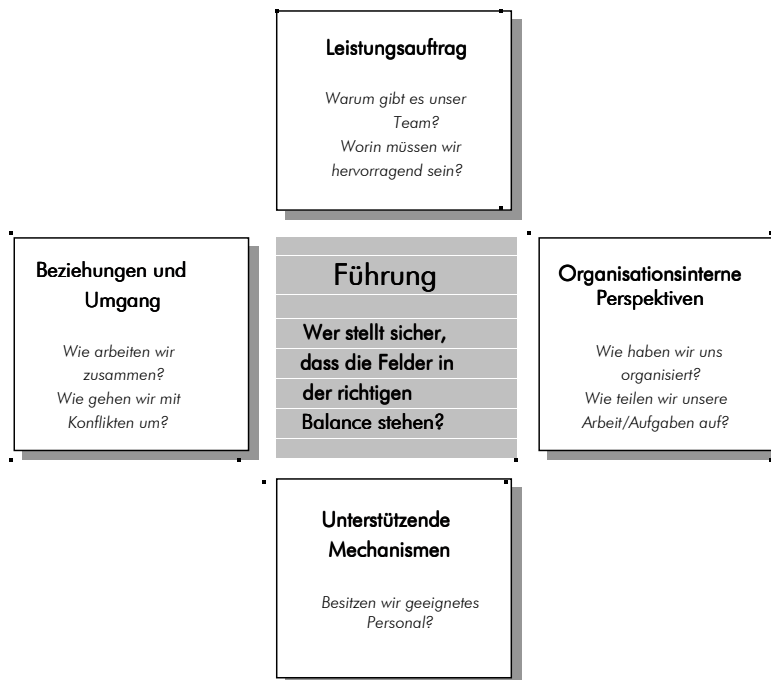 Leistungsauftrag
Warum gibt es unser
Team?
Worin müssen wir
hervorragend sein?
Beziehungen und
Umgang
Wie arbeiten wir
zusammen?
Wie gehen wir mit
Konflikten um?
Führung
Wer stellt sicher,
dass die Felder in
der richtigen
Balance stehen?
Organisationsinterne
Perspektiven
Wie haben wir uns
organisiert?
Wie teilen wir unsere
Arbeit/Aufgaben auf?
Unterstützende
Mechanismen
Besitzen wir geeignetes
Personal?